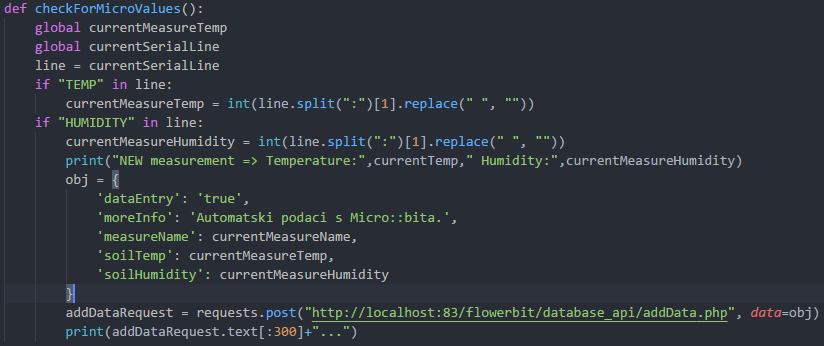 def checkForMicroValues():
    global currentMeasureTemp
    global currentSerialLine
    line = currentSerialLine
    if "TEMP" in line:
        currentMeasureTemp = int(line.split(":")[1].replace(" ", ""))
    if "HUMIDITY" in line:
        currentMeasureHumidity = int(line.split(":")[1].replace(" ", ""))
        print("NEW measurement => Temperature:",currentTemp," Humidity:",currentMeasureHumidity)
        obj = {
            'dataEntry': 'true',
            'moreInfo': 'Automatski podaci s Micro::bita.',
            'measureName': currentMeasureName,
            'soilTemp': currentMeasureTemp,
            'soilHumidity': currentMeasureHumidity
        }
        addDataRequest = requests.post("http://localhost:83/flowerbit/database_api/addData.php", data=obj)
        print(addDataRequest.text[:300]+"...")